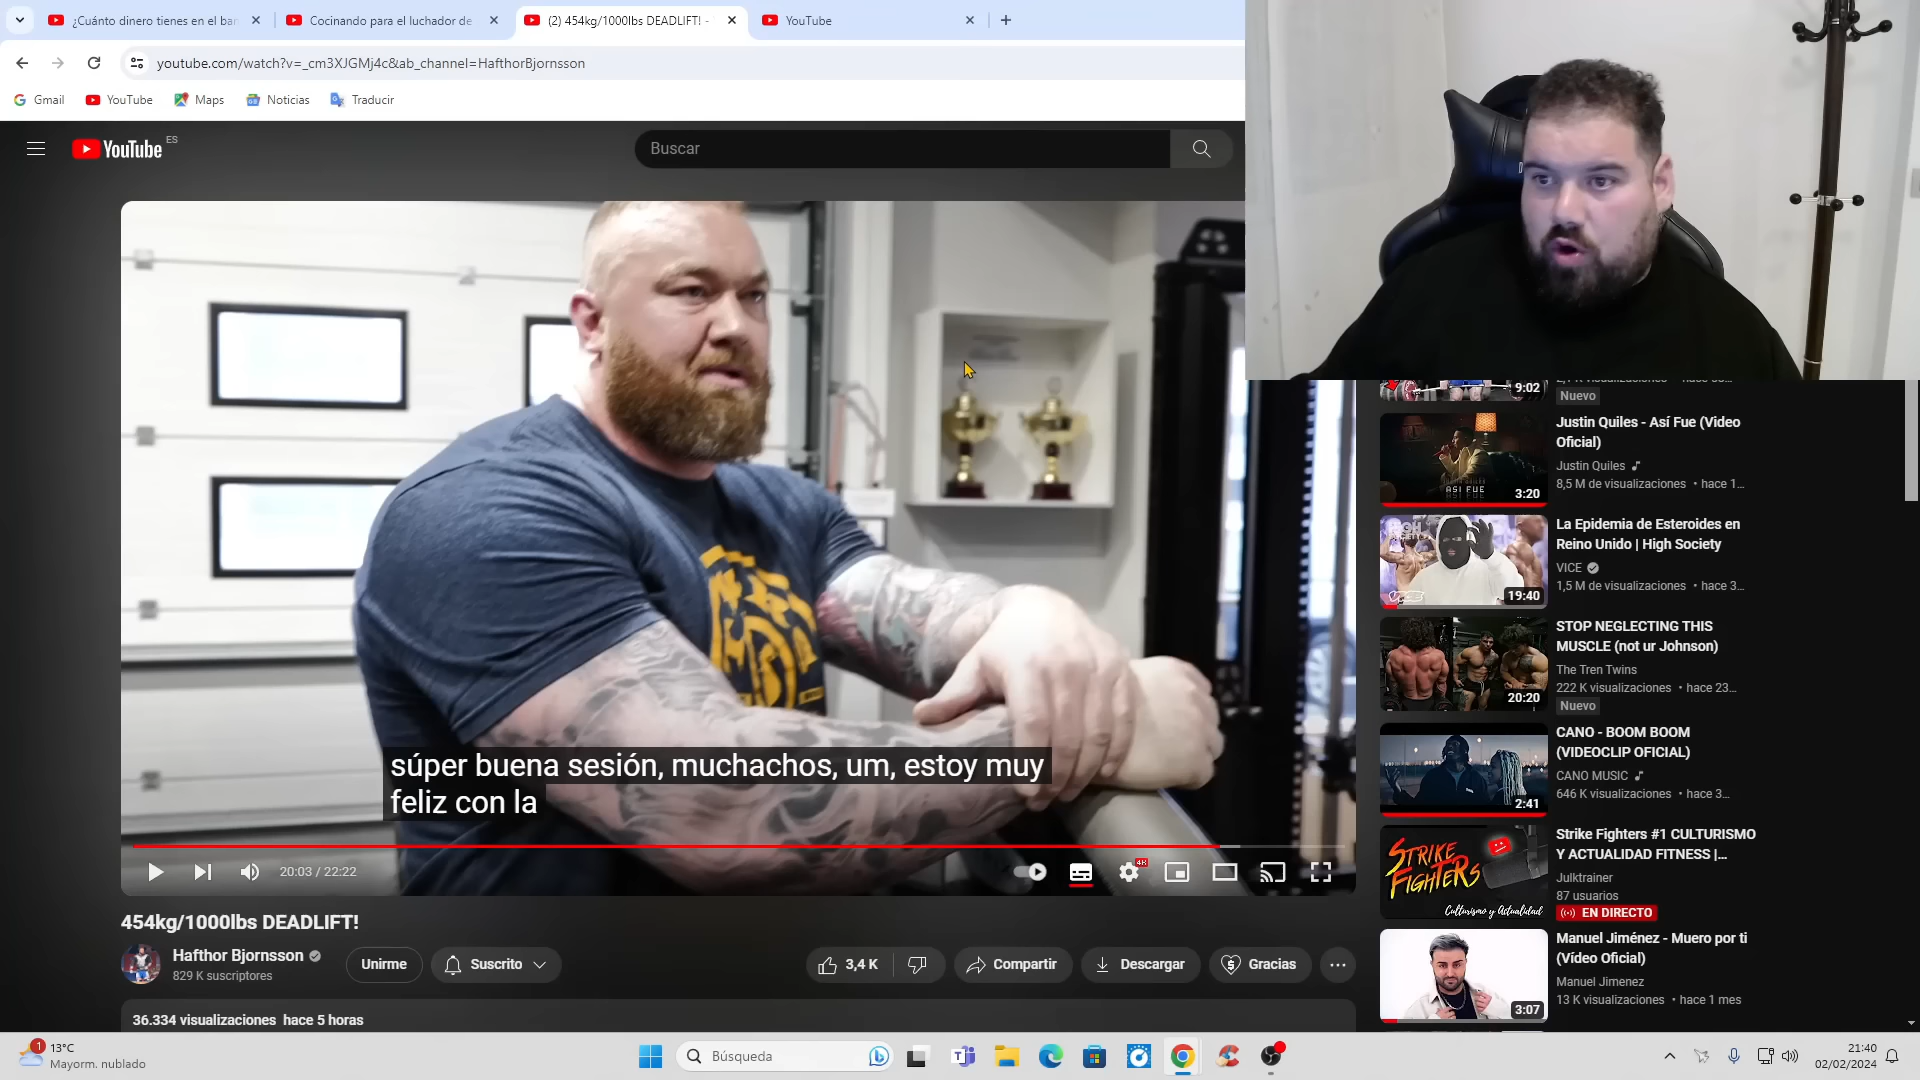 ¿Cuánto dinero tienes en el ban
Cocinando para el luchador de
(2) 454kg/1000lbs DEADLIFT! -
YouTube
youtube.com/watch?v=_cm3XJGMj4c&ab_channel=HafthorBjornsson
Gmail
YouTube
Maps
Noticias
Traducir
YouTube ES
Buscar
súper buena sesión, muchachos, um, estoy muy
feliz con la
20:03 / 22:22
4K
454kg/1000lbs DEADLIFT!
Hafthor Bjornsson
829 K suscriptores
Unirme
Suscrito
3,4 K
Compartir
Descargar
Gracias
36.334 visualizaciones hace 5 horas
9:02
Nuevo
Justin Quiles - Así Fue (Video
Oficial)
Justin Quiles
8,5 M de visualizaciones • hace 1...
ASI FUE
3:20
La Epidemia de Esteroides en
Reino Unido | High Society
VICE
1,5 M de visualizaciones • hace 3...
HIGH
SOCIETY
19:40
STOP NEGLECTING THIS
MUSCLE (not ur Johnson)
The Tren Twins
222 K visualizaciones • hace 23...
Nuevo
20:20
CANO - BOOM BOOM
(VIDEOCLIP OFICIAL)
CANO MUSIC
646 K visualizaciones • hace 3...
2:41
Strike Fighters #1 CULTURISMO
Y ACTUALIDAD FITNESS |...
Julktrainer
87 usuarios
EN DIRECTO
STRIKE
FIGHTERS
Culturismo y Actualidad
Manuel Jiménez - Muero por ti
(Vídeo Oficial)
Manuel Jimenez
13 K visualizaciones • hace 1 mes
3:07
1
13°C
Mayorm. nublado
Búsqueda
21:40
02/02/2024